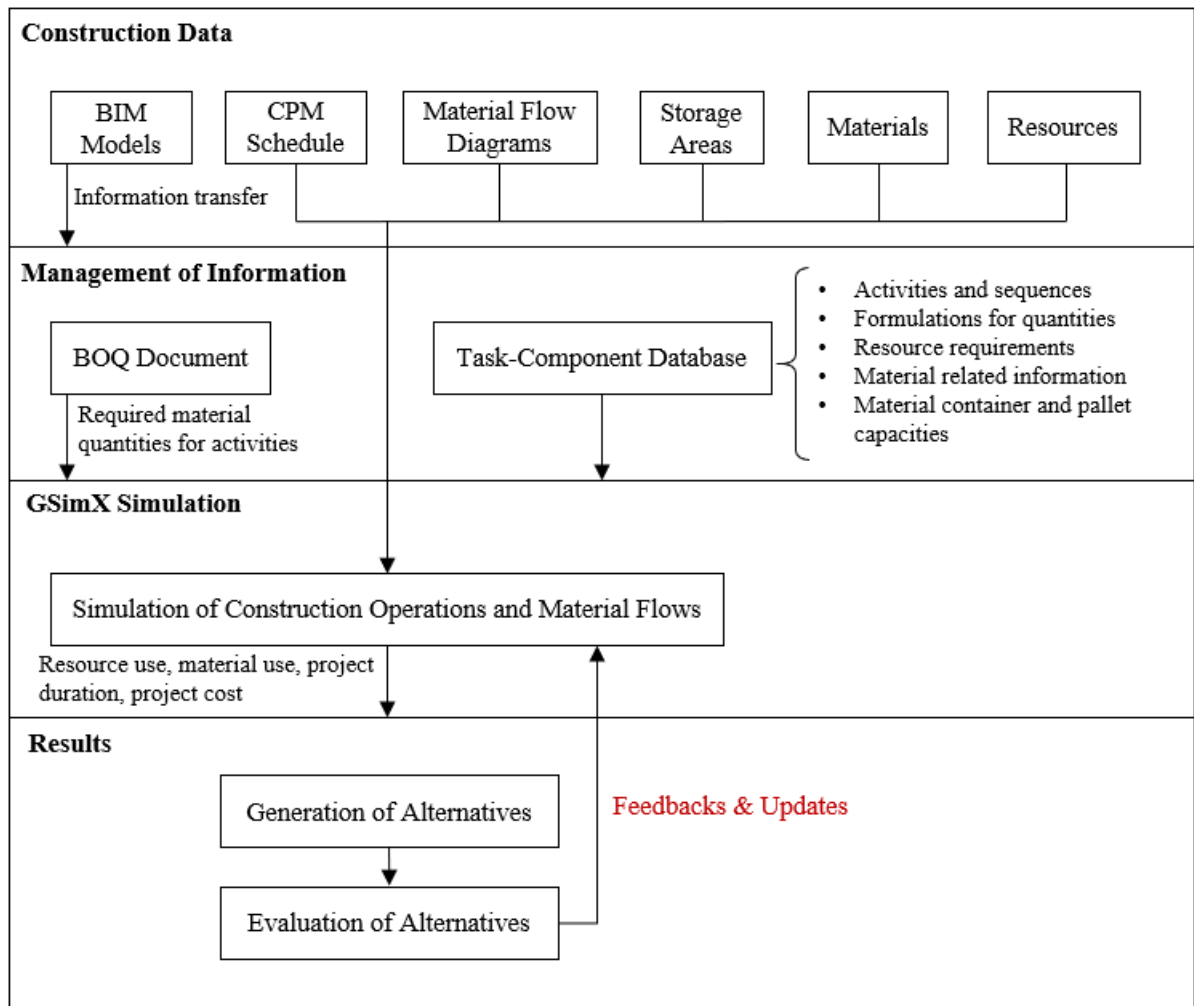 Construction Data
BIM
Models
CPM
Schedule
Material Flow
Diagrams
Storage
Areas
Materials
Resources
Information transfer
Management of Information
BOQ Document
Task-Component Database
• Activities and sequences
• Formulations for quantities
• Resource requirements
• Material related information
• Material container and pallet
capacities
Required material
quantities for activities
GSimX Simulation
Simulation of Construction Operations and Material Flows
Resource use, material use, project
duration, project cost
Results
Generation of Alternatives
Feedbacks & Updates
Evaluation of Alternatives